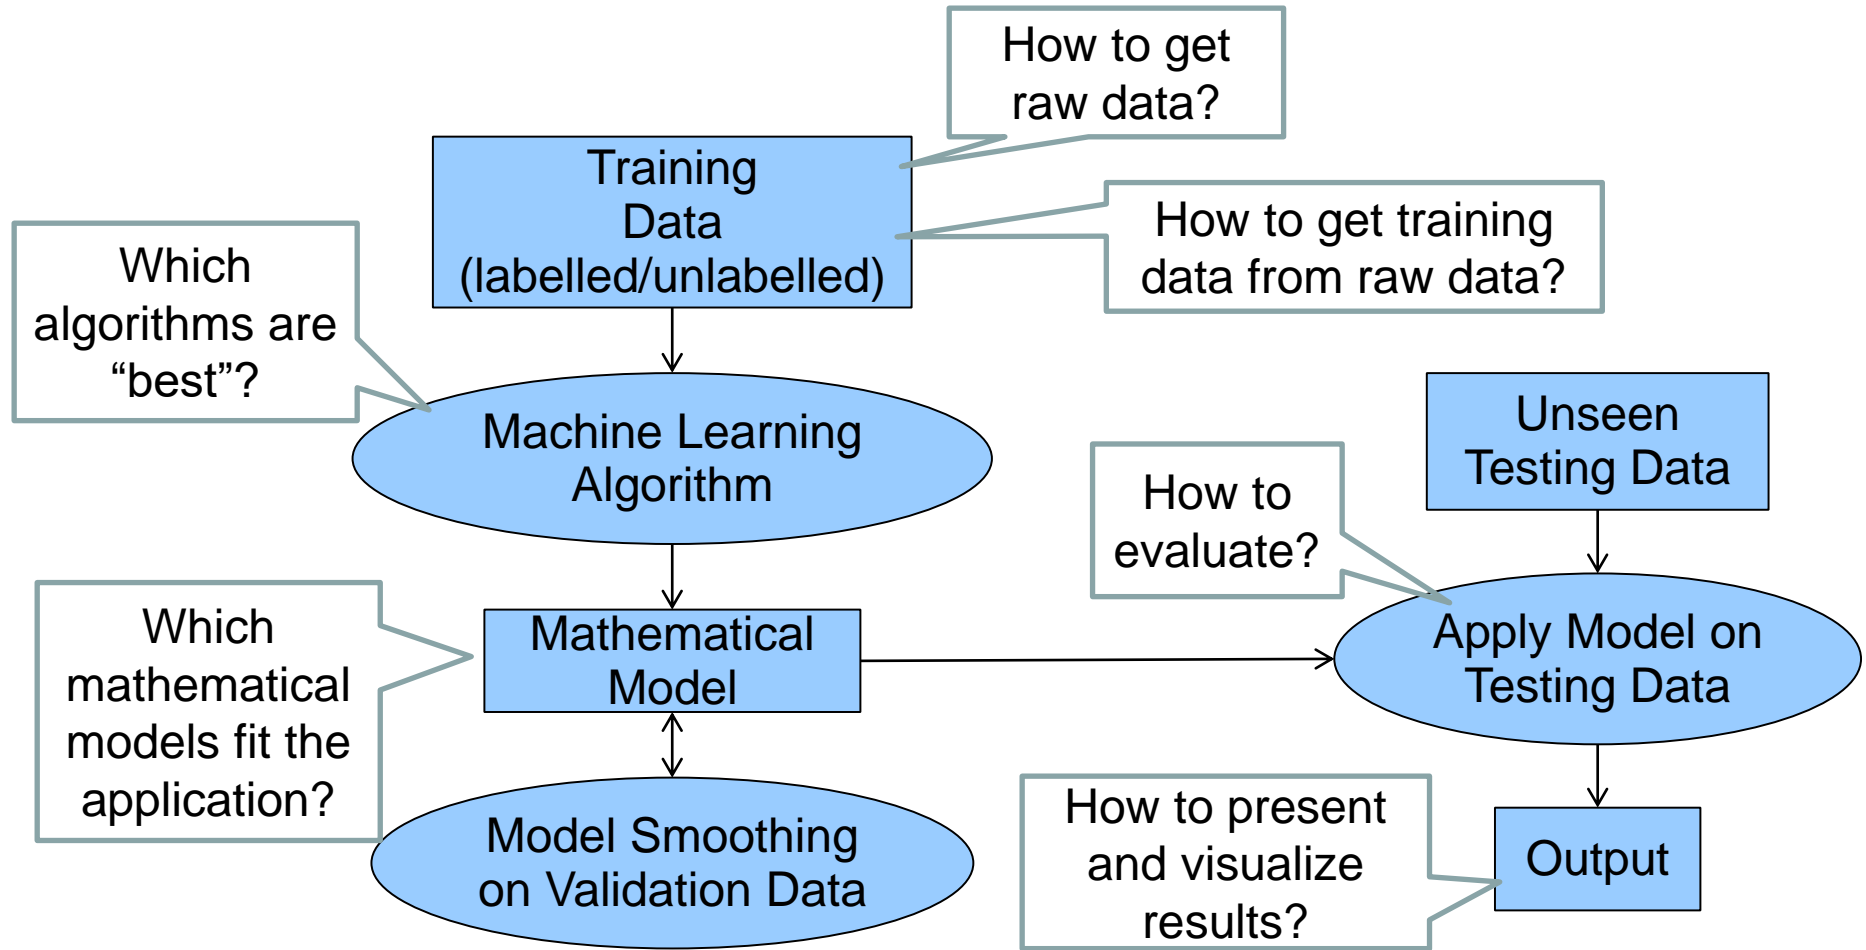 How to get
raw data?
Training
Data
(labelled/unlabelled)
How to get training
data from raw data?
Which
algorithms are
“best”?
Machine Learning
Algorithm
Unseen
Testing Data
How to
evaluate?
Which
mathematical
models fit the
application?
Mathematical
Model
Apply Model on
Testing Data
Model Smoothing
on Validation Data
How to present
and visualize
results?
Output